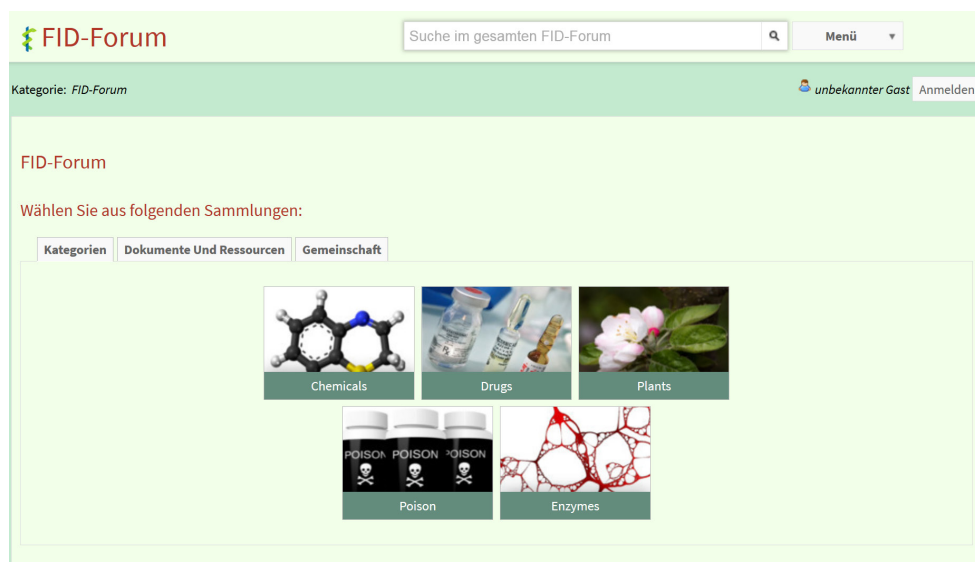 FID-Forum
Suche im gesamten FID-Forum
Menü
Kategorie: FID-Forum
unbekannter Gast
Anmelden
FID-Forum
Wählen Sie aus folgenden Sammlungen:
Kategorien
Dokumente Und Ressourcen
Gemeinschaft
Chemicals
Drugs
Plants
POISON POISON POISON
Poison
Enzymes